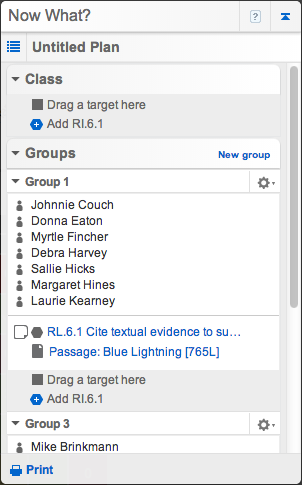 Now What?
?
Untitled Plan
Class
Drag a target here
Add RI.6.1
Groups
New group
Group 1
Johnnie Couch
Donna Eaton
Myrtle Fincher
Debra Harvey
Sallie Hicks
Margaret Hines
Laurie Kearney
RL.6.1 Cite textual evidence to su…
Passage: Blue Lightning [765L]
Drag a target here
Add RI.6.1
Group 3
Mike Brinkmann
Print